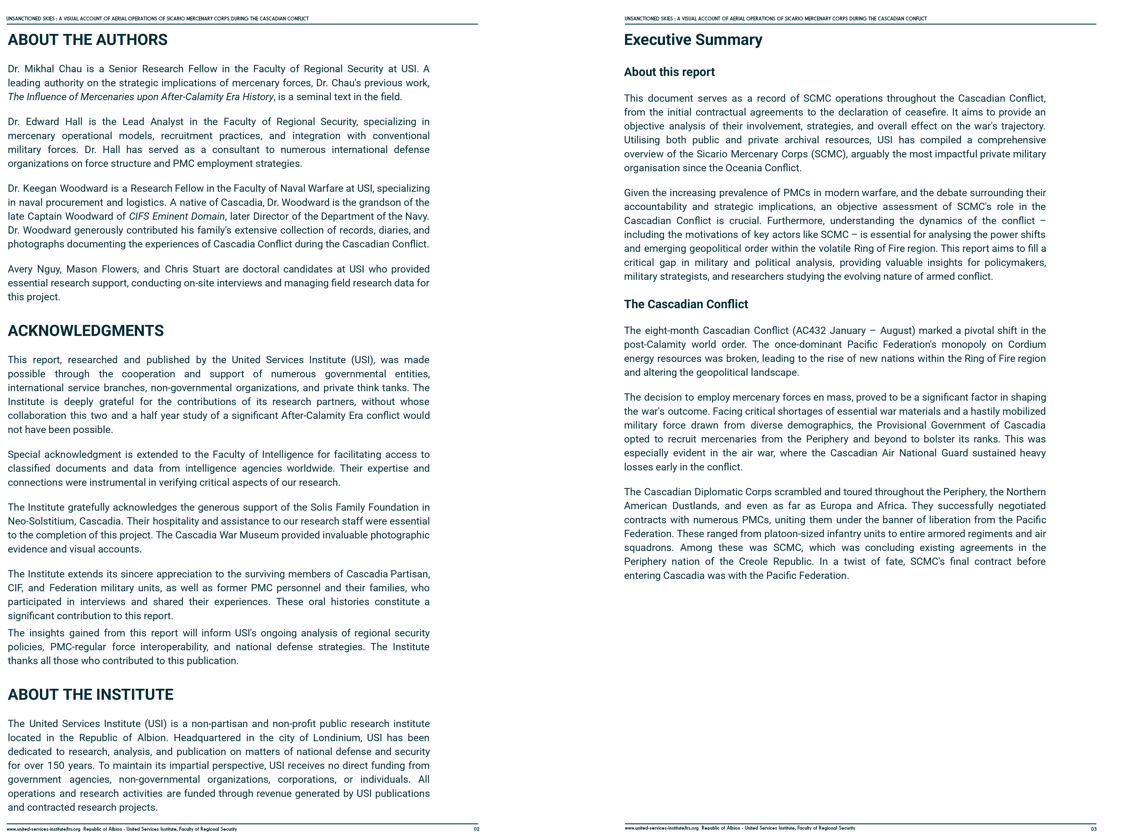 UNSANCTIONED SKIES : A VISUAL ACCOUNT OF AERIAL OPERATIONS OF SICARIO MERCENARY CORPS DURING THE CASCADIAN CONFLICT
ABOUT THE AUTHORS
Dr. Mikhal Chau is a Senior Research Fellow in the Faculty of Regional Security at USI. A
leading authority on the strategic implications of mercenary forces, Dr. Chau's previous work,
The Influence of Mercenaries upon After-Calamity Era History, is a seminal text in the field.
Dr. Edward Hall is the Lead Analyst in the Faculty of Regional Security, specializing in
mercenary operational models, recruitment practices, and integration with conventional
military forces. Dr. Hall has served as a consultant to numerous international defense
organizations on force structure and PMC employment strategies.
Dr. Keegan Woodward is a Research Fellow in the Faculty of Naval Warfare at USI, specializing
in naval procurement and logistics. A native of Cascadia, Dr. Woodward is the grandson of the
late Captain Woodward of CIFS Eminent Domain, later Director of the Department of the Navy.
Dr. Woodward generously contributed his family's extensive collection of records, diaries, and
photographs documenting the experiences of Cascadia Conflict during the Cascadian Conflict.
Avery Nguy, Mason Flowers, and Chris Stuart are doctoral candidates at USI who provided
essential research support, conducting on-site interviews and managing field research data for
this project.
ACKNOWLEDGMENTS
This report, researched and published by the United Services Institute (USI), was made
possible through the cooperation and support of numerous governmental entities,
international service branches, non-governmental organizations, and private think tanks. The
Institute is deeply grateful for the contributions of its research partners, without whose
collaboration this two and a half year study of a significant After-Calamity Era conflict would
not have been possible.
Special acknowledgment is extended to the Faculty of Intelligence for facilitating access to
classified documents and data from intelligence agencies worldwide. Their expertise and
connections were instrumental in verifying critical aspects of our research.
The Institute gratefully acknowledges the generous support of the Solis Family Foundation in
Neo-Solstitium, Cascadia. Their hospitality and assistance to our research staff were essential
to the completion of this project. The Cascadia War Museum provided invaluable photographic
evidence and visual accounts.
The Institute extends its sincere appreciation to the surviving members of Cascadia Partisan,
CIF, and Federation military units, as well as former PMC personnel and their families, who
participated in interviews and shared their experiences. These oral histories constitute a
significant contribution to this report.
The insights gained from this report will inform USI's ongoing analysis of regional security
policies, PMC-regular force interoperability, and national defense strategies. The Institute
thanks all those who contributed to this publication.
ABOUT THE INSTITUTE
The United Services Institute (USI) is a non-partisan and non-profit public research institute
located in the Republic of Albion. Headquartered in the city of Londinium, USI has been
dedicated to research, analysis, and publication on matters of national defense and security
for over 150 years. To maintain its impartial perspective, USI receives no direct funding from
government agencies, non-governmental organizations, corporations, or individuals. All
operations and research activities are funded through revenue generated by USI publications
and contracted research projects.
www.united-services-institute/frs.org Republic of Albion - United Services Institute, Faculty of Regional Security 02
UNSANCTIONED SKIES : A VISUAL ACCOUNT OF AERIAL OPERATIONS OF SICARIO MERCENARY CORPS DURING THE CASCADIAN CONFLICT
Executive Summary
About this report
This document serves as a record of SCMC operations throughout the Cascadian Conflict,
from the initial contractual agreements to the declaration of ceasefire. It aims to provide an
objective analysis of their involvement, strategies, and overall effect on the war's trajectory.
Utilising both public and private archival resources, USI has compiled a comprehensive
overview of the Sicario Mercenary Corps (SCMC), arguably the most impactful private military
organisation since the Oceania Conflict.
Given the increasing prevalence of PMCs in modern warfare, and the debate surrounding their
accountability and strategic implications, an objective assessment of SCMC's role in the
Cascadian Conflict is crucial. Furthermore, understanding the dynamics of the conflict –
including the motivations of key actors like SCMC – is essential for analysing the power shifts
and emerging geopolitical order within the volatile Ring of Fire region. This report aims to fill a
critical gap in military and political analysis, providing valuable insights for policymakers,
military strategists, and researchers studying the evolving nature of armed conflict.
The Cascadian Conflict
The eight-month Cascadian Conflict (AC432 January – August) marked a pivotal shift in the
post-Calamity world order. The once-dominant Pacific Federation's monopoly on Cordium
energy resources was broken, leading to the rise of new nations within the Ring of Fire region
and altering the geopolitical landscape.
The decision to employ mercenary forces en mass, proved to be a significant factor in shaping
the war's outcome. Facing critical shortages of essential war materials and a hastily mobilized
military force drawn from diverse demographics, the Provisional Government of Cascadia
opted to recruit mercenaries from the Periphery and beyond to bolster its ranks. This was
especially evident in the air war, where the Cascadian Air National Guard sustained heavy
losses early in the conflict.
The Cascadian Diplomatic Corps scrambled and toured throughout the Periphery, the Northern
American Dustlands, and even as far as Europa and Africa. They successfully negotiated
contracts with numerous PMCs, uniting them under the banner of liberation from the Pacific
Federation. These ranged from platoon-sized infantry units to entire armored regiments and air
squadrons. Among these was SCMC, which was concluding existing agreements in the
Periphery nation of the Creole Republic. In a twist of fate, SCMC's final contract before
entering Cascadia was with the Pacific Federation.
www.united-services-institute/frs.org Republic of Albion - United Services Institute, Faculty of Regional Security 03